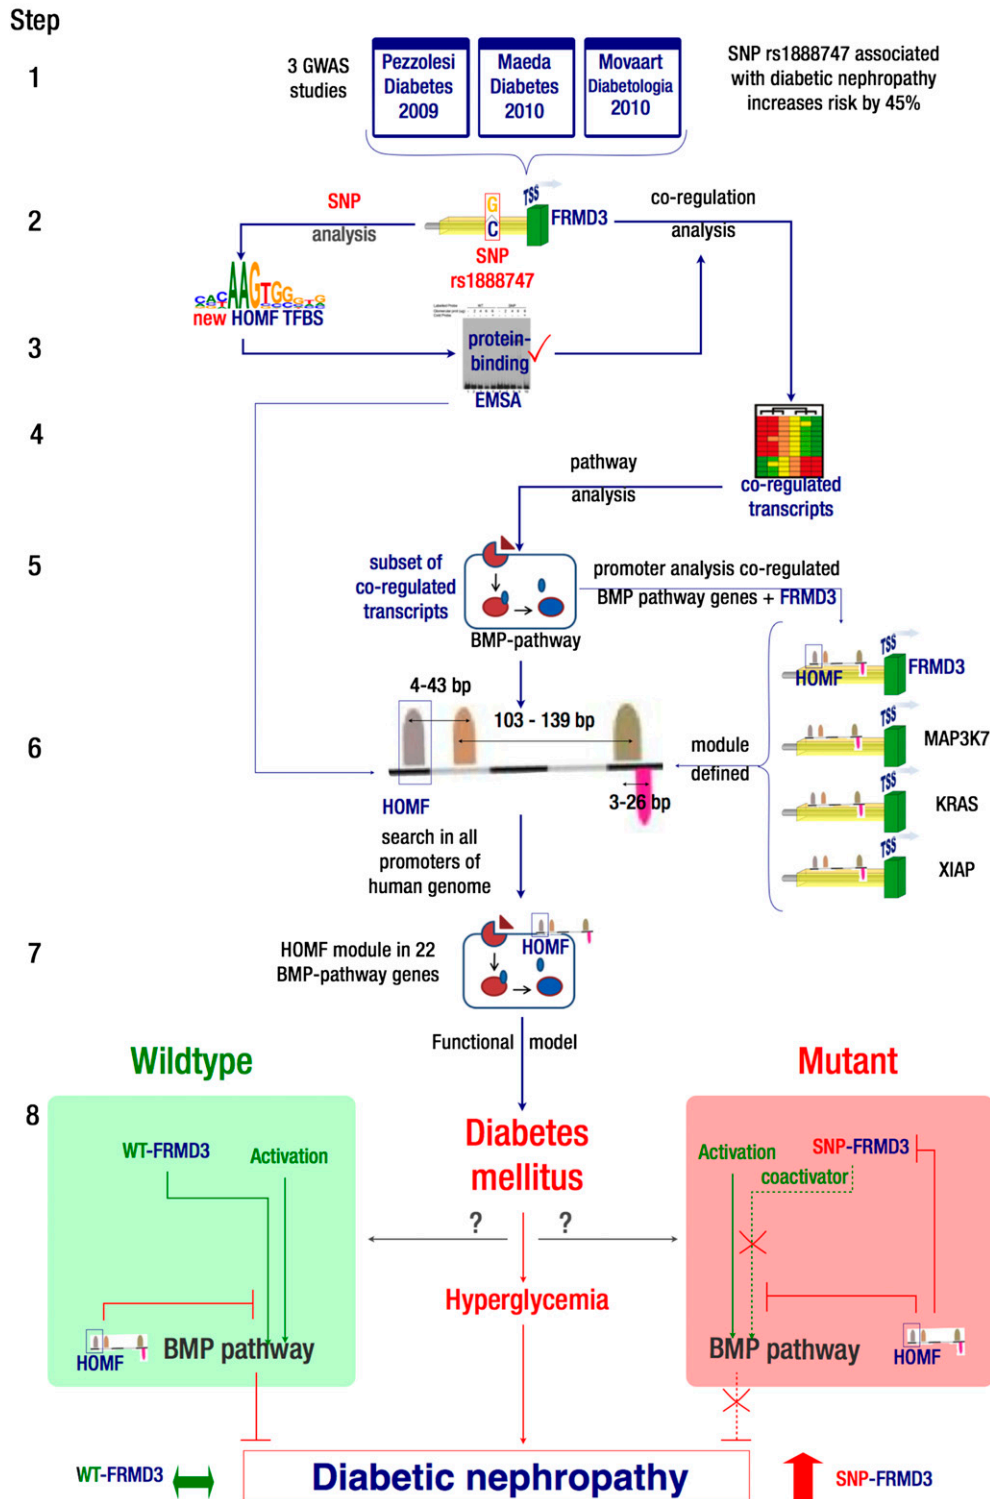 Step
1
3 GWAS
studies
Pezzolesi
Diabetes
2009
Maeda
Diabetes
2010
Movaart
Diabetologia
2010
SNP rs1888747 associated
with diabetic nephropathy
increases risk by 45%
2
SNP
analysis
G
C
TSS
FRMD3
SNP
rs1888747
co-regulation
analysis
AAGTGG
new HOMF TFBS
3
protein-
binding
EMSA
4
co-regulated
transcripts
pathway
analysis
5
subset of
co-regulated
transcripts
BMP-pathway
promoter analysis co-regulated
BMP pathway genes + FRMD3
TSS
HOMF
FRMD3
TSS
MAP3K7
TSS
KRAS
TSS
XIAP
6
4-43 bp
103 - 139 bp
3-26 bp
HOMF
module
defined
search in all
promoters of
human genome
7
HOMF module in 22
BMP-pathway genes
HOMF
Functional model
8
Wildtype
WT-FRMD3
Activation
HOMF
BMP pathway
Diabetes
mellitus
? ?
Hyperglycemia
Mutant
Activation
SNP-FRMD3
coactivator
BMP pathway
HOMF
WT-FRMD3
Diabetic nephropathy
SNP-FRMD3